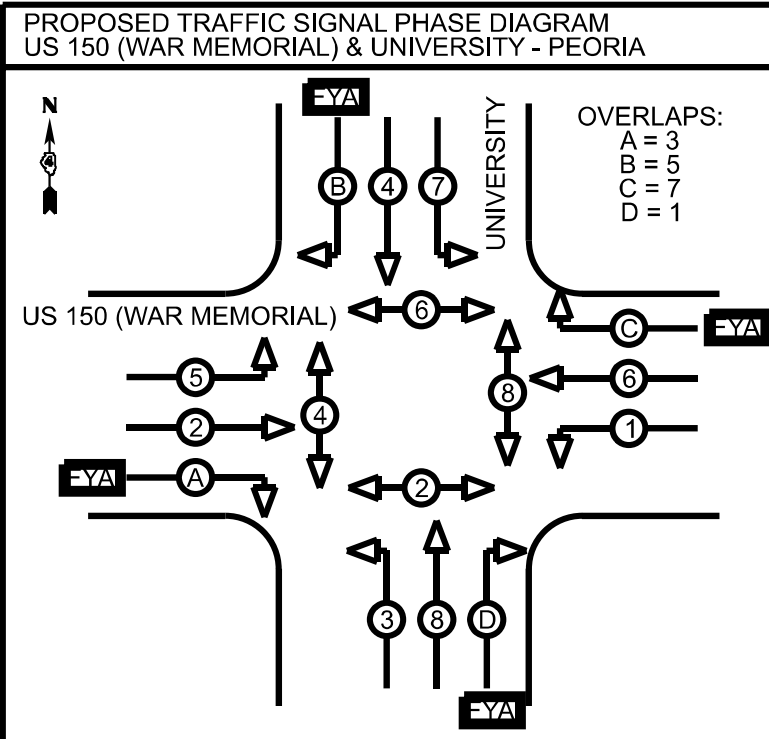 PROPOSED TRAFFIC SIGNAL PHASE DIAGRAM
US 150 (WAR MEMORIAL) & UNIVERSITY - PEORIA
N
4
FYA
UNIVERSITY
OVERLAPS:
A = 3
B = 5
C = 7
D = 1
B
4
7
US 150 (WAR MEMORIAL)
6
C
FYA
5
8
6
2
4
1
FYA
A
2
3
8
D
FYA